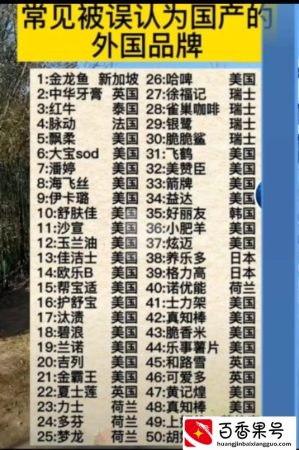 常见被误认为国产的
外国品牌
1:金龙鱼 新加坡
2:中华牙膏 英国
3:红牛 泰国
4:脉动 法国
5:飘柔 美国
6:大宝sod 美国
7:潘婷 美国
8:海飞丝 美国
9:伊卡璐 美国
10:舒肤佳 美国
11:沙宣 美国
12:玉兰油 美国
13:佳洁士 美国
14:欧乐B 美国
15:帮宝适 美国
16:护舒宝 美国
17:汰渍 美国
18:碧浪 美国
19:兰诺 美国
20:吉列 美国
21:金霸王 美国
22:夏士莲 英国
23:力士 荷兰
24:多芬 荷兰
25:梦龙 荷兰
26:哈啤 美国
27:徐福记 瑞士
28:雀巢咖啡 瑞士
29:银鹭 瑞士
30:脆脆鲨 瑞士
31:飞鹤 美国
32:美赞臣 美国
33:箭牌 美国
34:益达 美国
35:好丽友 韩国
36:小肥羊 美国
37:炫迈 美国
38:养乐多 日本
39:格力高 日本
40:诺优能 荷兰
41:士力架 美国
42:真知棒 美国
43:脆香米 美国
44:乐事薯片 美国
45:和路雪 英国
46:可爱多 英国
47:黄记煌 美国
48:真知棒 美国
49:上
50:胡
百香果号
huangjinbaixiangguo.com